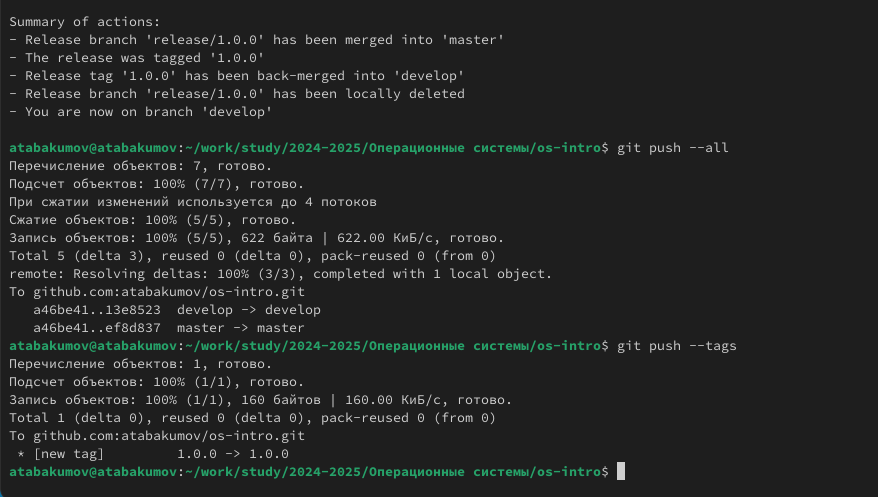 Summary of actions:
- Release branch 'release/1.0.0' has been merged into 'master'
- The release was tagged '1.0.0'
- Release tag '1.0.0' has been back-merged into 'develop'
- Release branch 'release/1.0.0' has been locally deleted
- You are now on branch 'develop'

atabakumov@atabakumov:~/work/study/2024-2025/Операционные системы/os-intro$ git push --all
Перечисление объектов: 7, готово.
Подсчет объектов: 100% (7/7), готово.
При сжатии изменений используется до 4 потоков
Сжатие объектов: 100% (5/5), готово.
Запись объектов: 100% (5/5), 622 байта | 622.00 КиБ/с, готово.
Total 5 (delta 3), reused 0 (delta 0), pack-reused 0 (from 0)
remote: Resolving deltas: 100% (3/3), completed with 1 local object.
To github.com:atabakumov/os-intro.git
   a46be41..13e8523  develop -> develop
   a46be41..ef8d837  master -> master
atabakumov@atabakumov:~/work/study/2024-2025/Операционные системы/os-intro$ git push --tags
Перечисление объектов: 1, готово.
Подсчет объектов: 100% (1/1), готово.
Запись объектов: 100% (1/1), 160 байтов | 160.00 КиБ/с, готово.
Total 1 (delta 0), reused 0 (delta 0), pack-reused 0 (from 0)
To github.com:atabakumov/os-intro.git
 * [new tag]         1.0.0 -> 1.0.0
atabakumov@atabakumov:~/work/study/2024-2025/Операционные системы/os-intro$